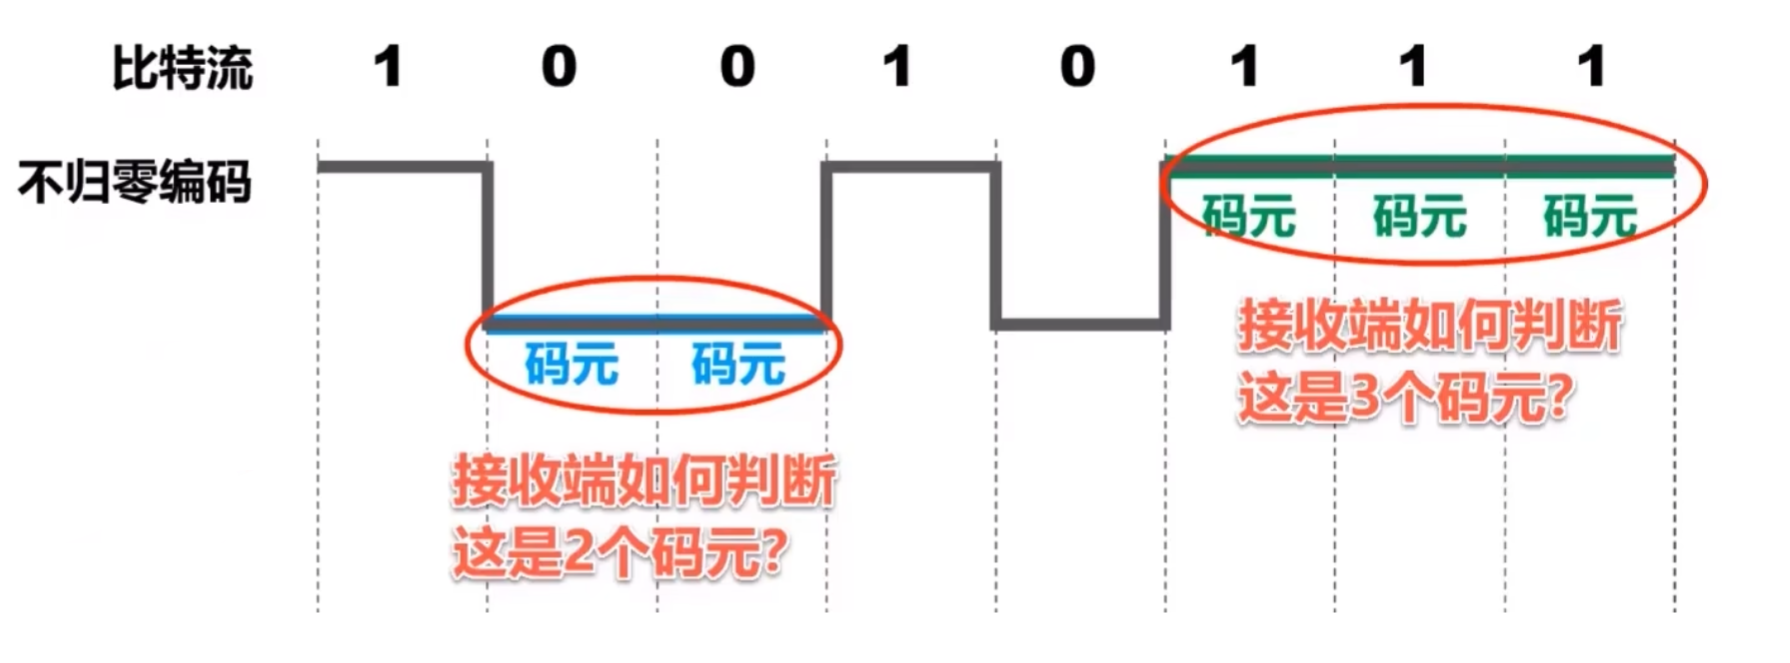 比特流 1 0 0 1 0 1 1 1
不归零编码
码元 码元 码元
码元 码元
接收端如何判断
这是3个码元?
接收端如何判断
这是2个码元?